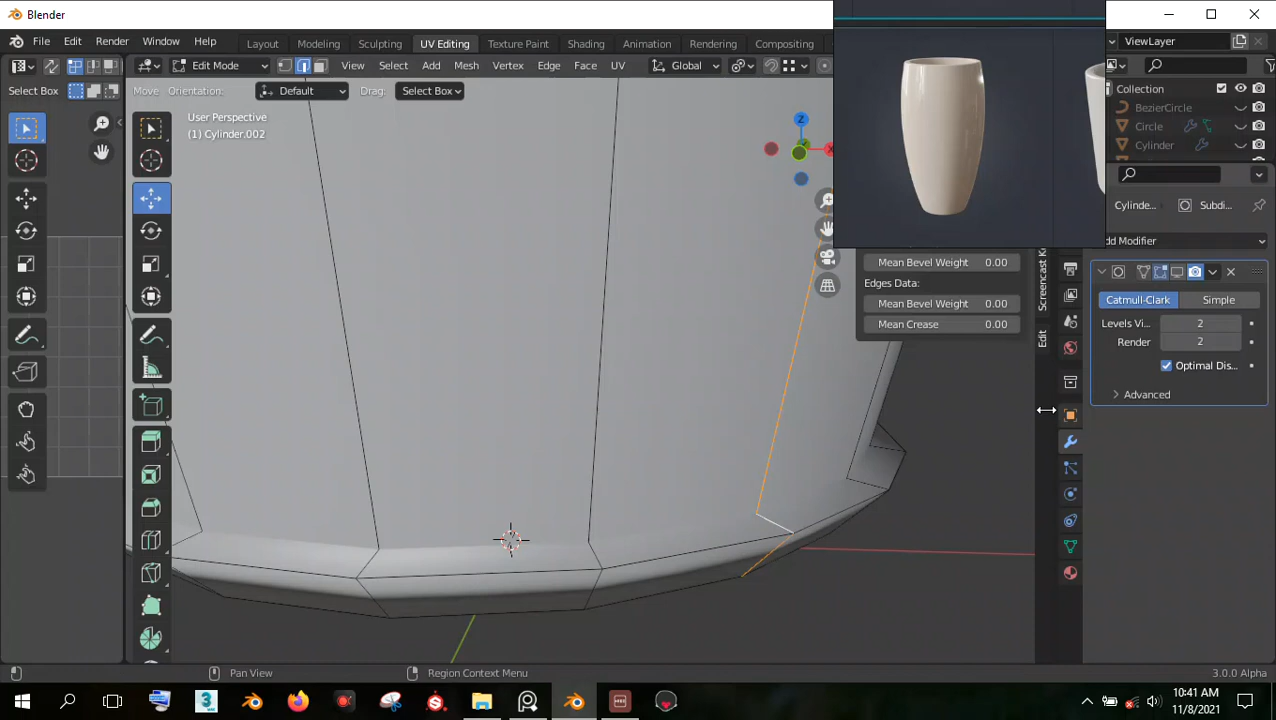 Blender
File Edit Render Window Help
Layout Modeling Sculpting UV Editing Texture Paint Shading Animation Rendering Compositing
ViewLayer
Edit Mode View Select Add Mesh Vertex Edge Face UV Global
Select Box Move Orientation: Default Drag: Select Box
Collection
BezierCircle
Circle
Cylinder
User Perspective
(1) Cylinder.002
Z
X
Cylinde... Subdi...
dd Modifier
Mean Bevel Weight 0.00
Edges Data:
Mean Bevel Weight 0.00
Mean Crease 0.00
Screencast K
Edit
Catmull-Clark Simple
Levels Vi... 2
Render 2
Optimal Dis...
Advanced
Pan View Region Context Menu 3.0.0 Alpha
10:41 AM
11/8/2021